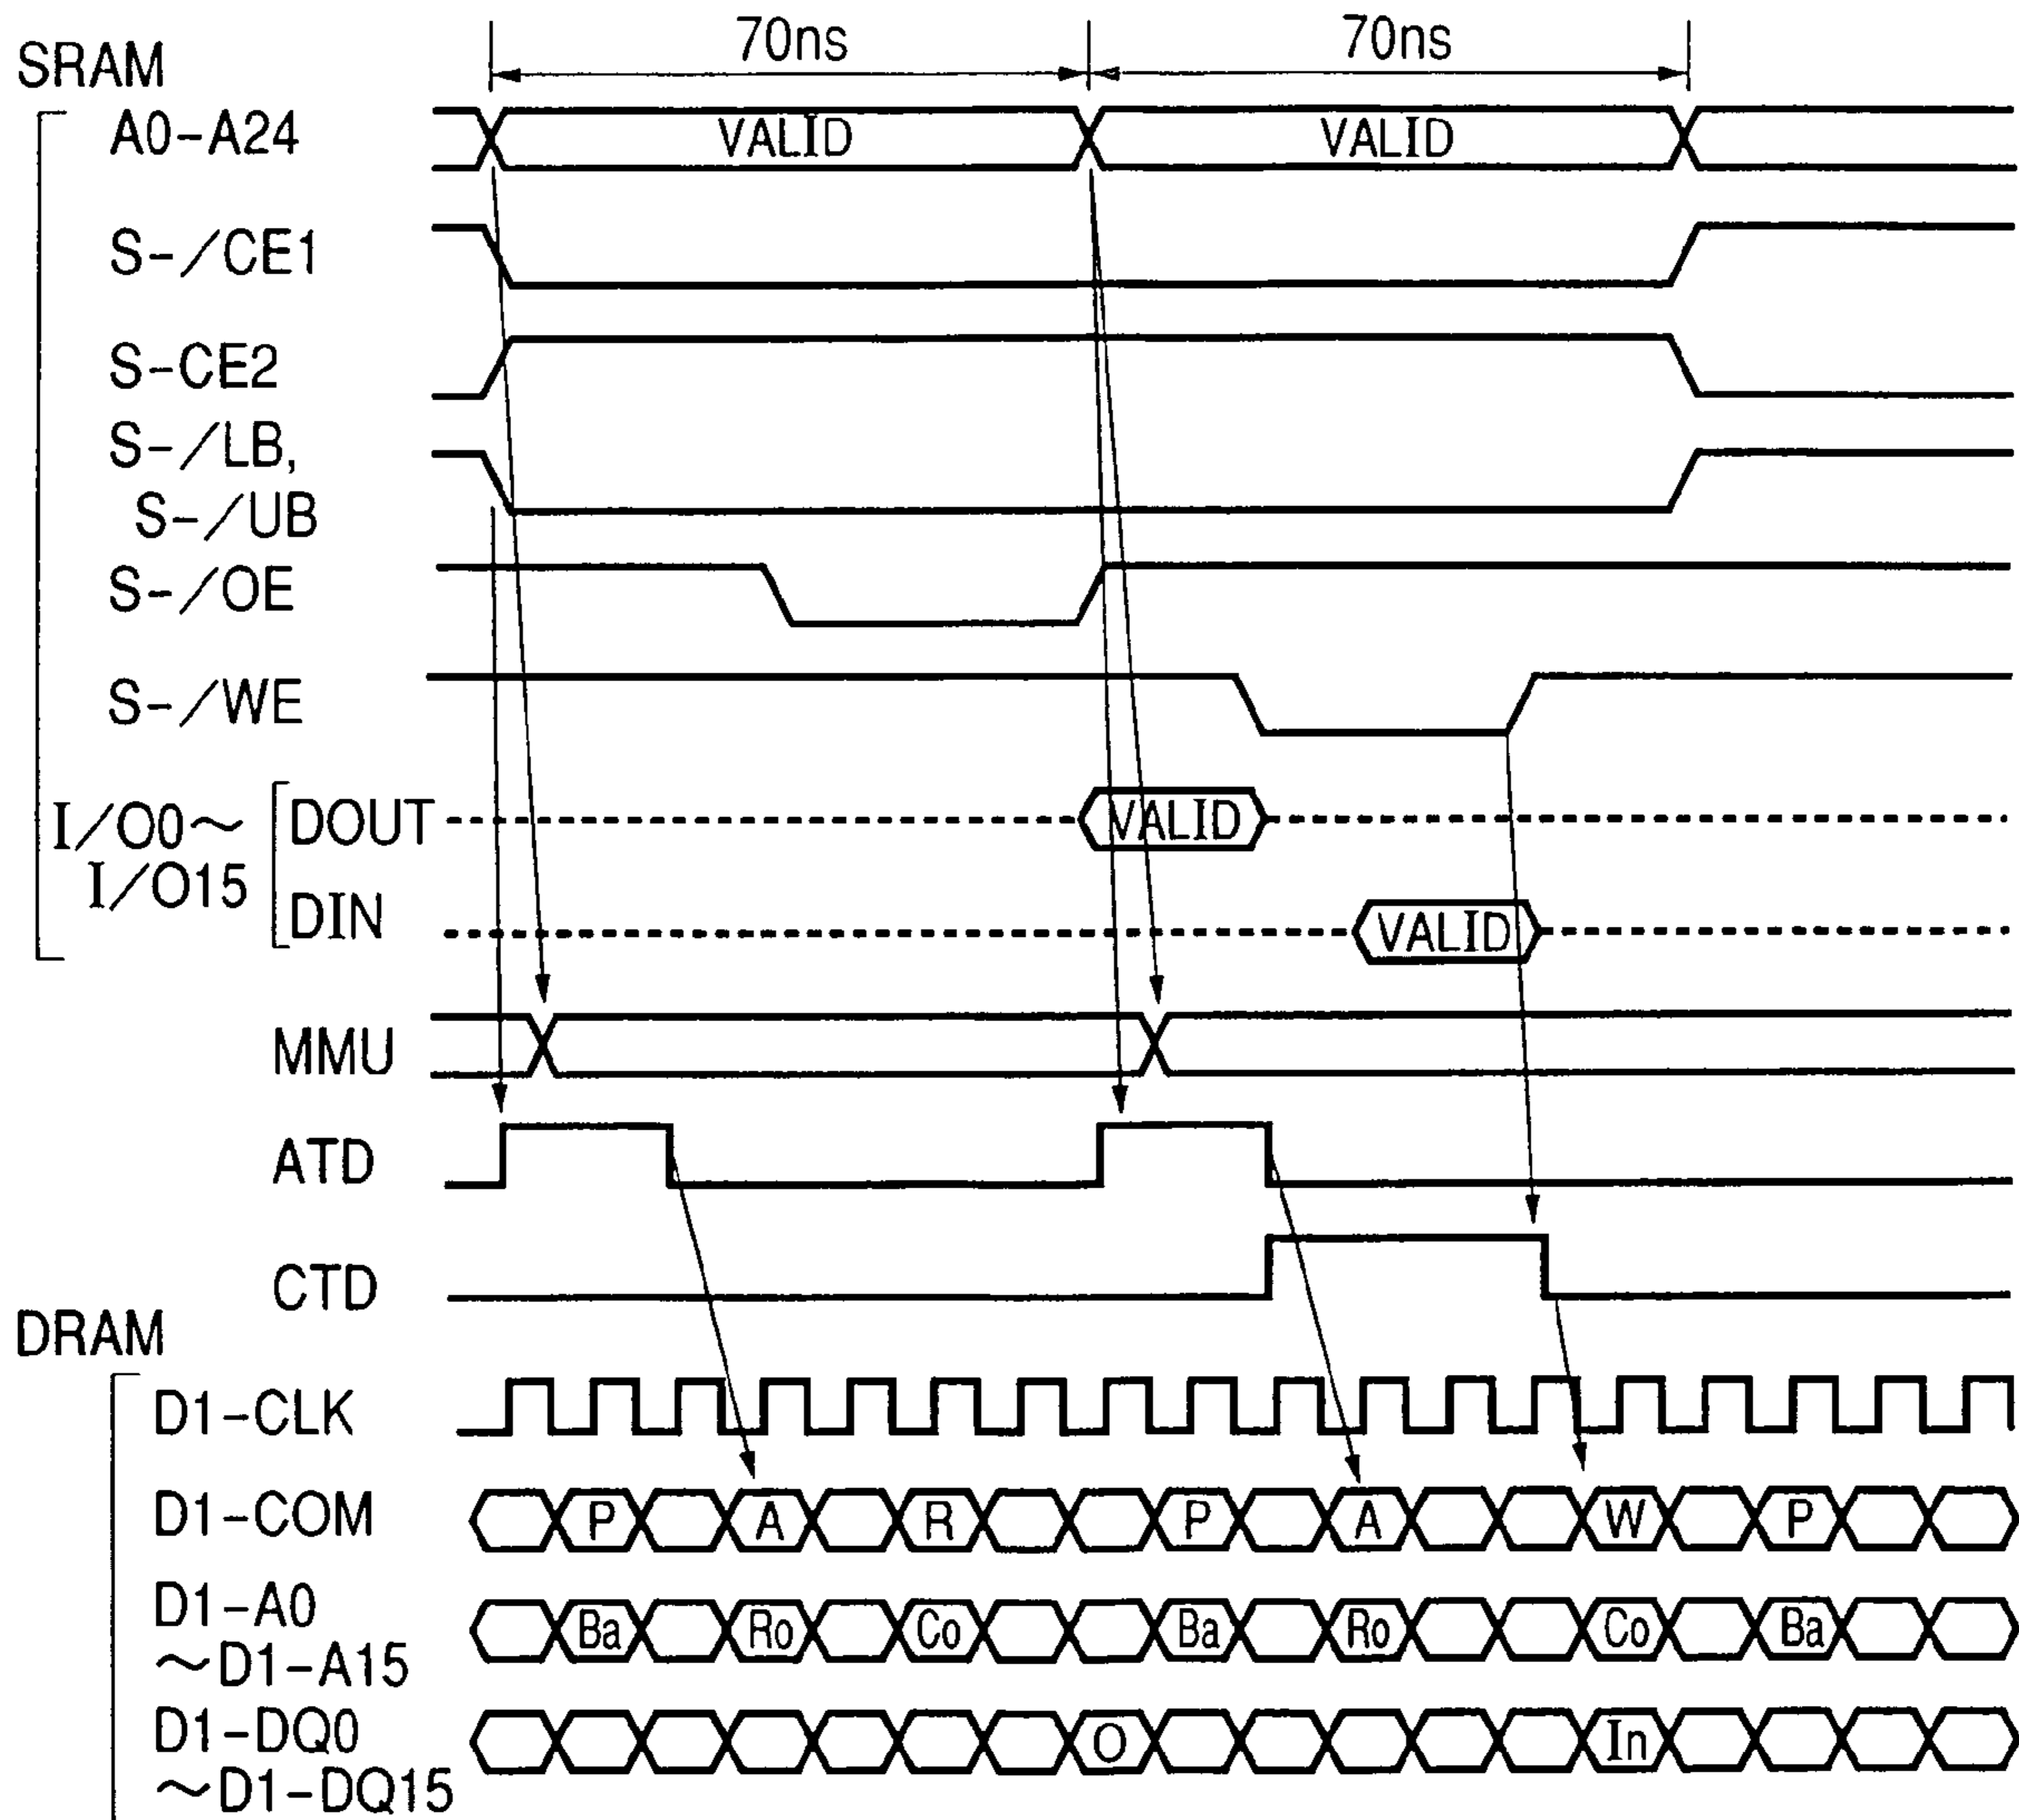 70ns 70ns
SRAM
A0-A24 VALID VALID
S-/CE1
S-CE2
S-/LB,
S-/UB
S-/OE
S-/WE
I/O0～ DOUT VALID
I/O15 DIN VALID
MMU
ATD
CTD
DRAM
D1-CLK
D1-COM P A R P A W P
D1-A0 Ba Ro Co Ba Ro Co Ba
～D1-A15
D1-DQ0 O In
～D1-DQ15